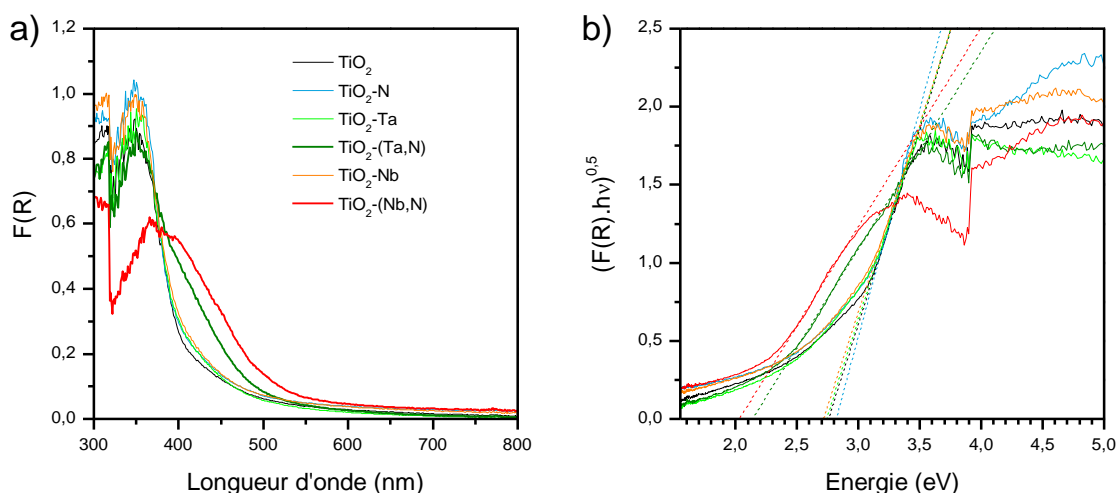 a)
F(R)
1,2
1,0
0,8
0,6
0,4
0,2
0,0
300 400 500 600 700 800
Longueur d'onde (nm)
TiO2
TiO2-N
TiO2-Ta
TiO2-(Ta,N)
TiO2-Nb
TiO2-(Nb,N)
b)
(F(R).hν)0,5
2,5
2,0
1,5
1,0
0,5
0,0
2,0 2,5 3,0 3,5 4,0 4,5 5,0
Energie (eV)